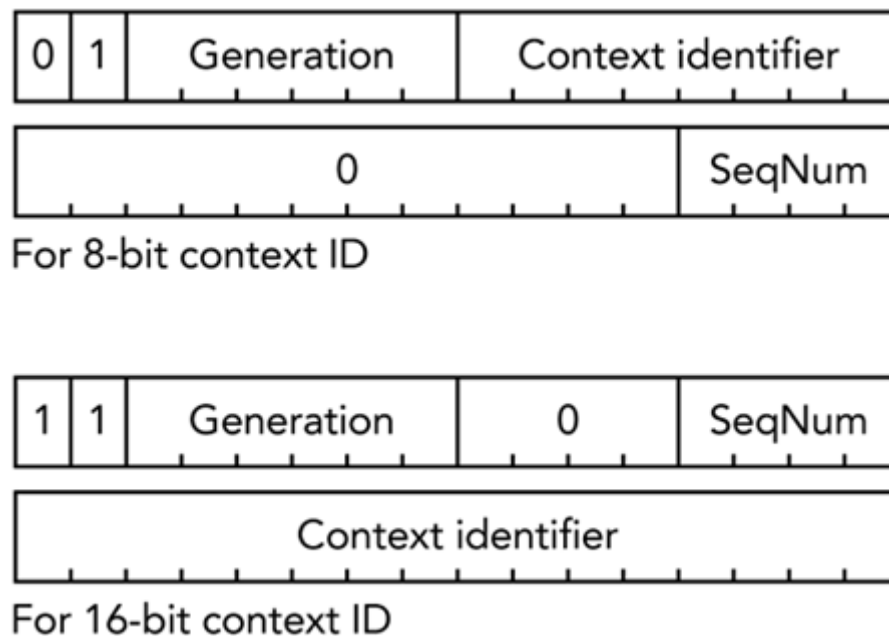 0 1 Generation Context identifier
0 SeqNum
For 8-bit context ID
1 1 Generation 0 SeqNum
Context identifier
For 16-bit context ID